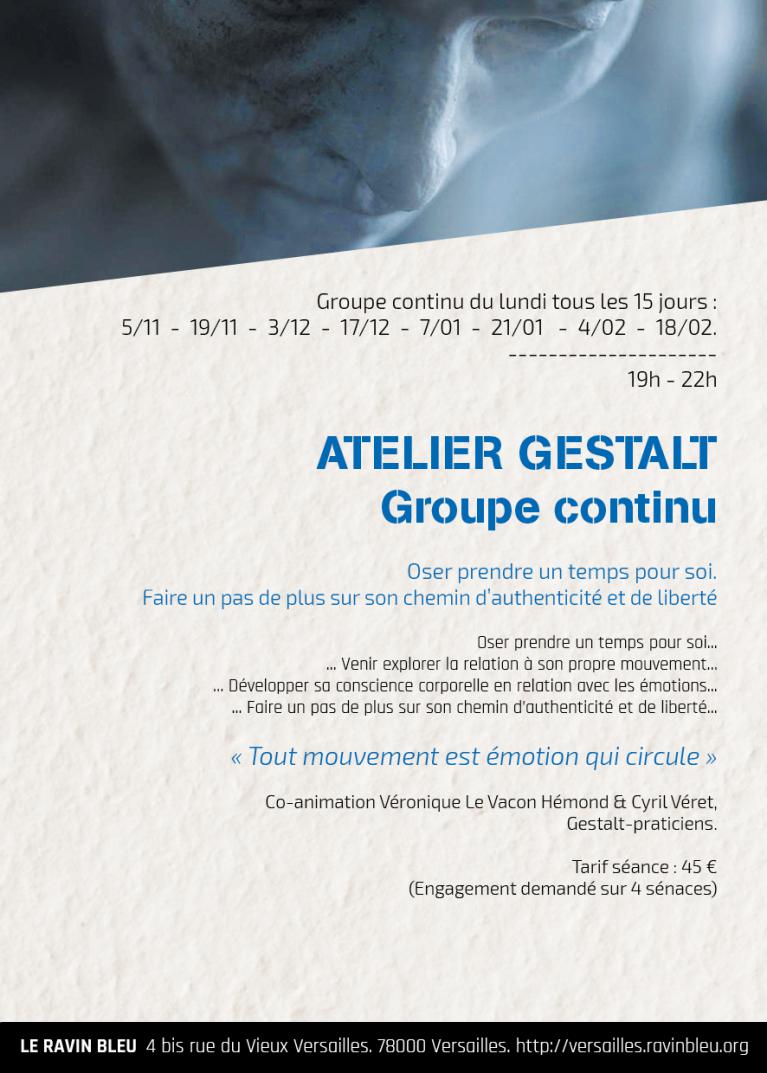 Groupe continu du lundi tous les 15 jours :
5/11 - 19/11 - 3/12 - 17/12 - 7/01 - 21/01 - 4/02 - 18/02.
---------------------
19h - 22h
ATELIER GESTALT
Groupe continu
Oser prendre un temps pour soi.
Faire un pas de plus sur son chemin d'authenticité et de liberté
Oser prendre un temps pour soi...
... Venir explorer la relation à son propre mouvement...
... Développer sa conscience corporelle en relation avec les émotions...
... Faire un pas de plus sur son chemin d'authenticité et de liberté...
« Tout mouvement est émotion qui circule »
Co-animation Véronique Le Vacon Hémond & Cyril Véret,
Gestalt-praticiens.
Tarif séance : 45 €
(Engagement demandé sur 4 sénaces)
LE RAVIN BLEU 4 bis rue du Vieux Versailles. 78000 Versailles. http://versailles.ravinbleu.org